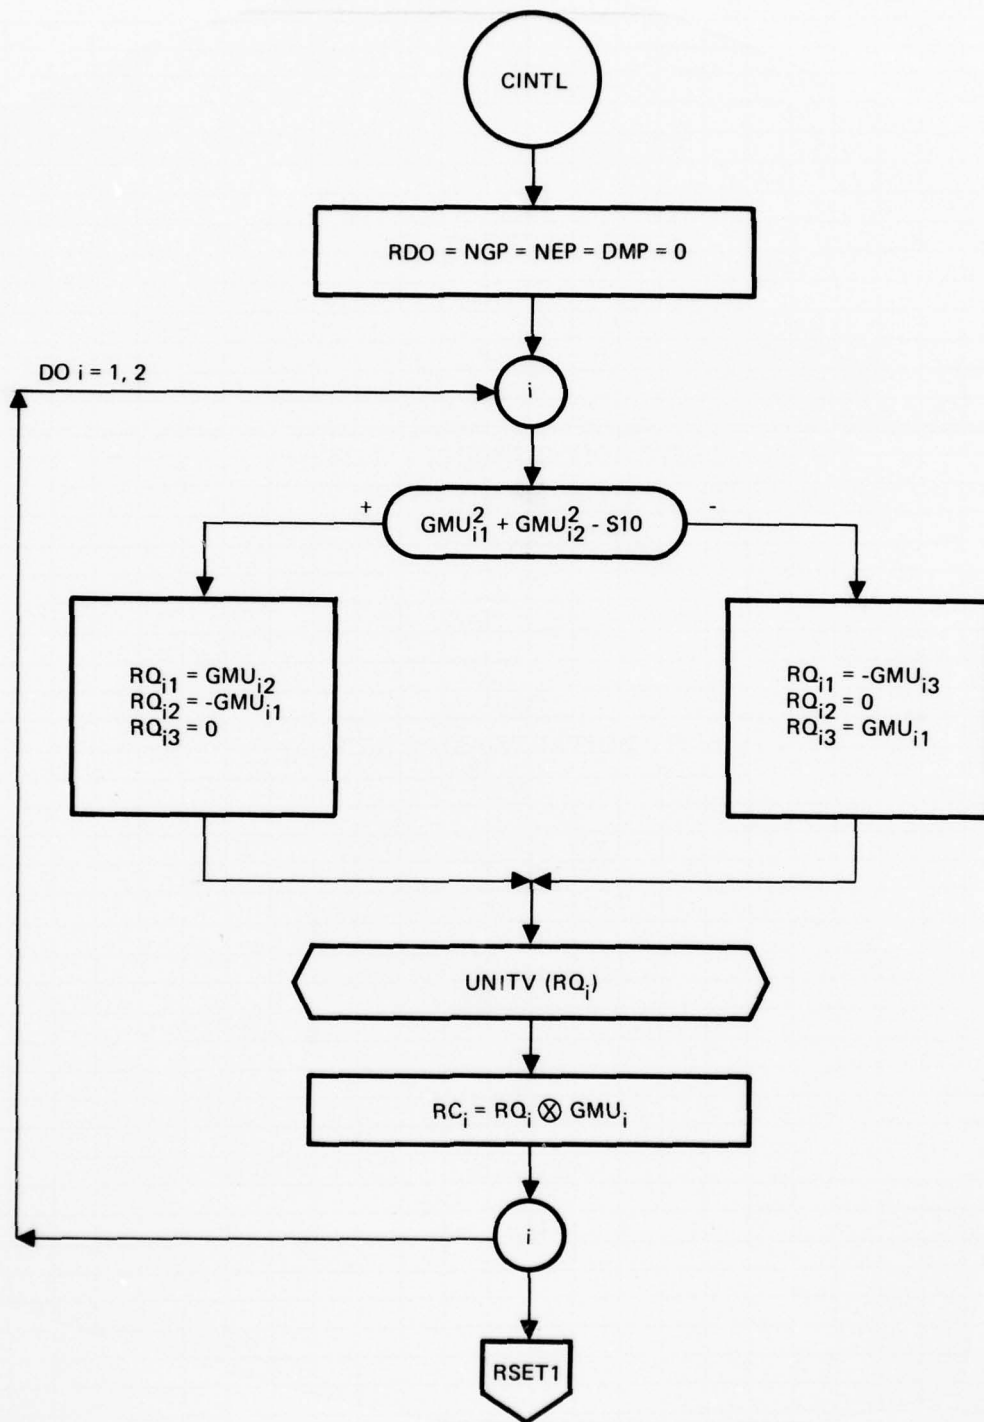 CINTL
RDO = NGP = NEP = DMP = 0
DO i = 1, 2
i
+
GMU²i1 + GMU²i2 - S10
-
RQi1 = GMUi2
RQi2 = -GMUi1
RQi3 = 0
RQi1 = -GMUi3
RQi2 = 0
RQi3 = GMUi1
UNITV (RQi)
RCi = RQi ⊗ GMUi
i
RSET1